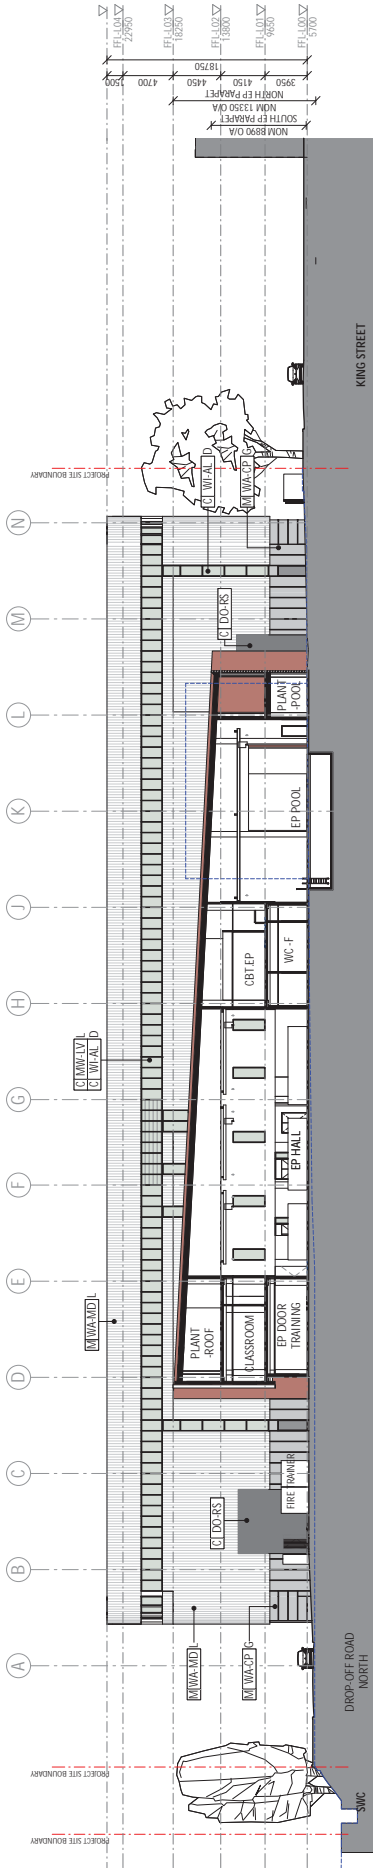 PROJECT SITE BOUNDARY
PROJECT SITE BOUNDARY
PROJECT SITE BOUNDARY
A
B
C
D
E
F
G
H
J
K
L
M
N
FFL-L04
22950
FFL-L03
18250
FFL-L02
13800
FFL-L01
9650
FFL-L00
5700
18750
1500
4700
4450
4150
3950
NOM 13350 O/A
NORTH EP PARAPET
NOM 8890 O/A
SOUTH EP PARAPET
M WA-MD L
C MW-LV L
C WI-AL D
M WA-MD L
M WA-CP G
C DO-RS
C DO-RS
C WI-AL D
M WA-CP G
FIRE TRAINER
PLANT
-ROOF
CLASSROOM
EP DOOR
TRAINING
EP HALL
CBT.EP
WC -F
EP POOL
PLANT
-POOL
SWC
DROP-OFF ROAD
NORTH
KING STREET